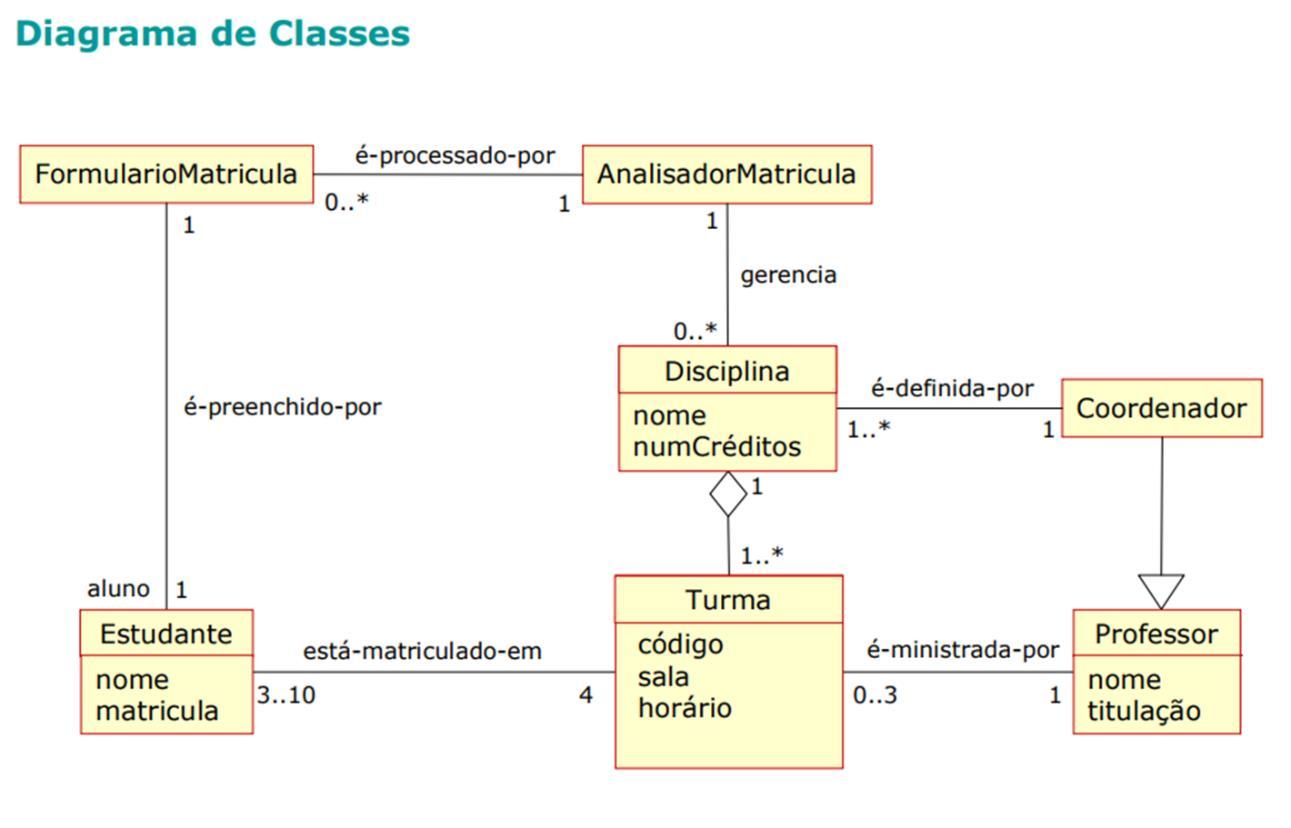 Diagrama de Classes
FormularioMatricula
é-processado-por
AnalisadorMatricula
0..*
1
1
1
gerencia
0..*
Disciplina
nome
numCréditos
é-definida-por
Coordenador
1..*
1
é-preenchido-por
1
1..*
aluno
1
Estudante
nome
matricula
está-matriculado-em
3..10
4
Turma
código
sala
horário
é-ministrada-por
0..3
1
Professor
nome
titulação